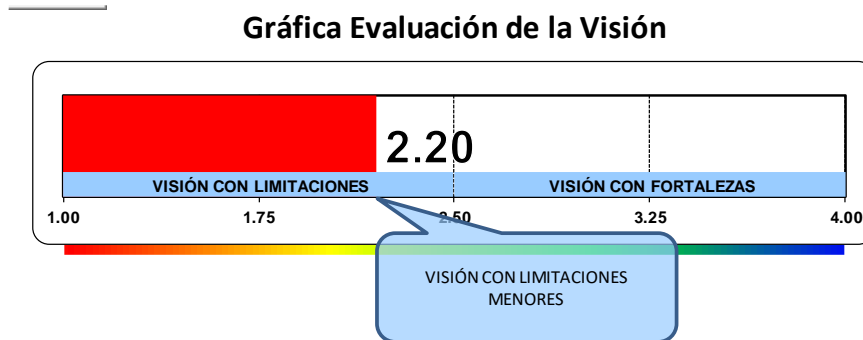 Gráfica Evaluación de la Visión
2.20
VISIÓN CON LIMITACIONES VISIÓN CON FORTALEZAS
1.00 1.75 2.50 3.25 4.00
VISIÓN CON LIMITACIONES
MENORES